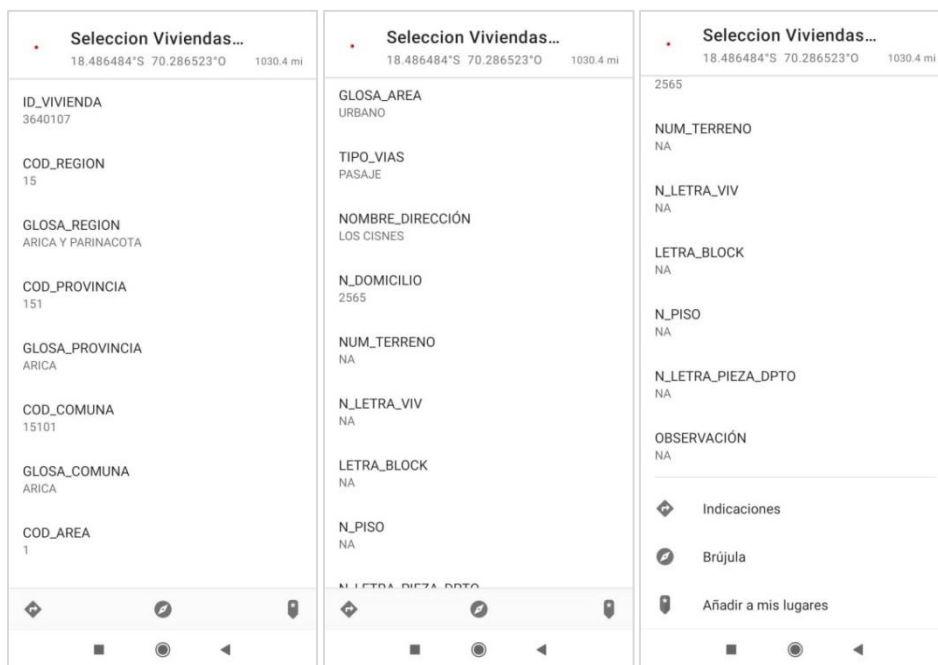 Seleccion Viviendas...
18.486484°S 70.286523°O 1030.4 mi
ID_VIVIENDA
3640107
COD_REGION
15
GLOSA_REGION
ARICA Y PARINACOTA
COD_PROVINCIA
151
GLOSA_PROVINCIA
ARICA
COD_COMUNA
15101
GLOSA_COMUNA
ARICA
COD_AREA
1
Seleccion Viviendas...
18.486484°S 70.286523°O 1030.4 mi
GLOSA_AREA
URBANO
TIPO_VIAS
PASAJE
NOMBRE_DIRECCIÓN
LOS CISNES
N_DOMICILIO
2565
NUM_TERRENO
NA
N_LETRA_VIV
NA
LETRA_BLOCK
NA
N_PISO
NA
N_LETRA_PIEZA_DPTO
Seleccion Viviendas...
18.486484°S 70.286523°O 1030.4 mi
2565
NUM_TERRENO
NA
N_LETRA_VIV
NA
LETRA_BLOCK
NA
N_PISO
NA
N_LETRA_PIEZA_DPTO
NA
OBSERVACIÓN
NA
Indicaciones
Brújula
Añadir a mis lugares